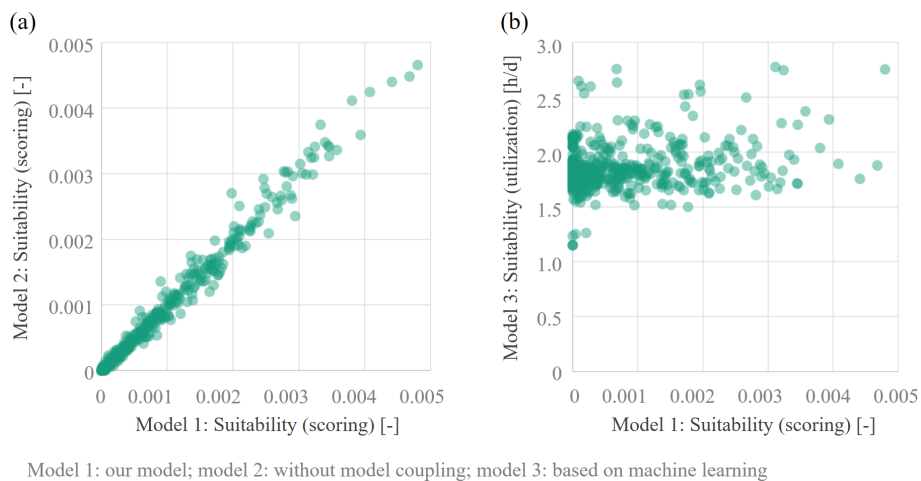 (a)
0.005
0.004
0.003
0.002
0.001
0
Model 2: Suitability (scoring) [-]
0 0.001 0.002 0.003 0.004 0.005
Model 1: Suitability (scoring) [-]
(b)
3.0
2.5
2.0
1.5
1.0
0.5
0
Model 3: Suitability (utilization) [h/d]
0 0.001 0.002 0.003 0.004 0.005
Model 1: Suitability (scoring) [-]
Model 1: our model; model 2: without model coupling; model 3: based on machine learning